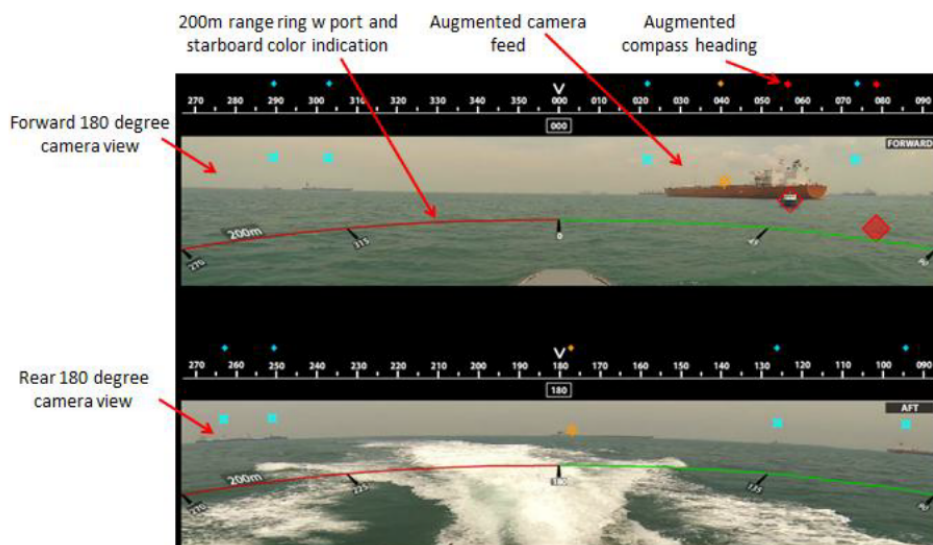 200m range ring w port and
starboard color indication
Augmented camera
feed
Augmented
compass heading
270 280 290 300 310 320 330 340 350 000 010 020 030 040 050 060 070 080 090
000
Forward 180 degree
camera view
FORWARD
200m
270 315 0 45 90
270 260 250 240 230 220 210 200 190 180 170 160 150 140 130 120 110 100 090
180
Rear 180 degree
camera view
AFT
200m
270 225 180 135 90